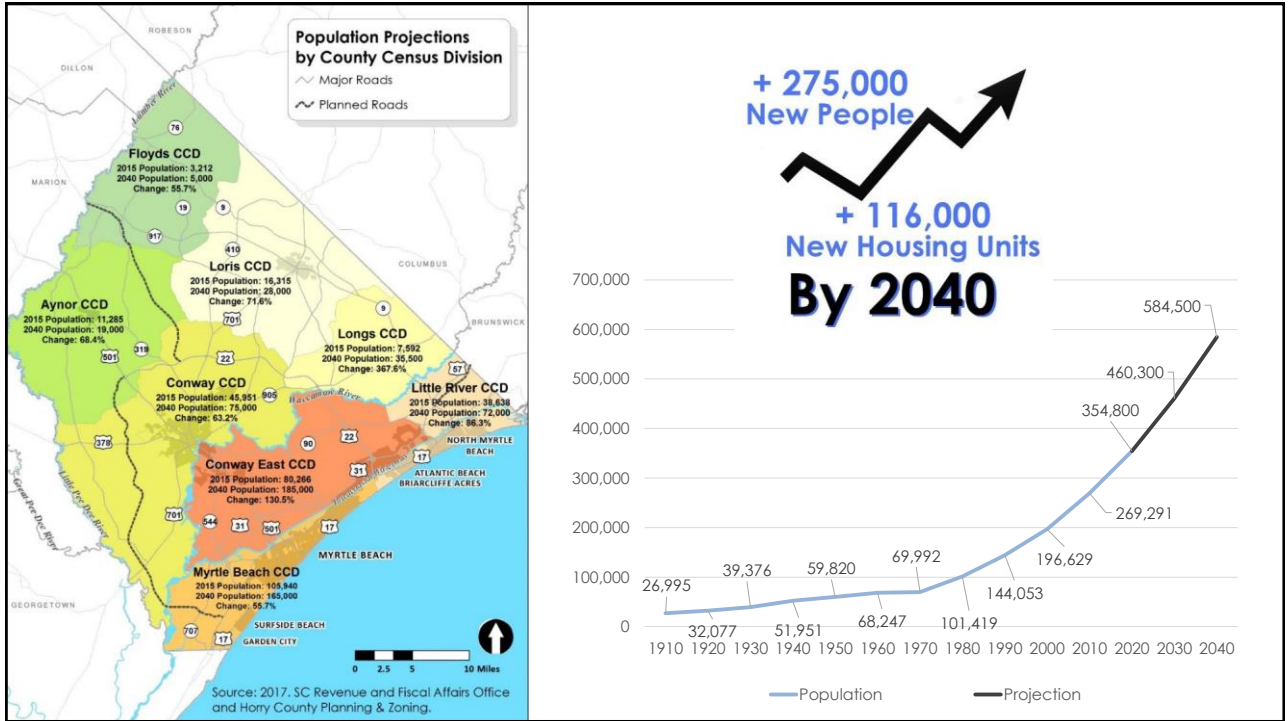 ROBESON
DILLON
MARION
COLUMBUS
BRUNSWICK
GEORGETOWN
Population Projections
by County Census Division
Major Roads
Planned Roads
Lumber River
76
Floyds CCD
2015 Population: 3,212
2040 Population: 5,000
Change: 55.7%
19
9
917
410
Loris CCD
2015 Population: 16,315
2040 Population: 28,000
Change: 71.6%
701
Aynor CCD
2015 Population: 11,285
2040 Population: 19,000
Change: 68.4%
501
319
22
9
Longs CCD
2015 Population: 7,592
2040 Population: 35,500
Change: 367.6%
57
Little River CCD
2015 Population: 38,638
2040 Population: 72,000
Change: 86.3%
Conway CCD
2015 Population: 45,951
2040 Population: 75,000
Change: 63.2%
905
Waccamaw River
378
90
22
17
31
NORTH MYRTLE
BEACH
ATLANTIC BEACH
BRIARCLIFFE ACRES
Conway East CCD
2015 Population: 80,266
2040 Population: 185,000
Change: 130.5%
Little Pee Dee River
Great Pee Dee River
701
544
31
501
17
MYRTLE BEACH
Myrtle Beach CCD
2015 Population: 105,940
2040 Population: 165,000
Change: 55.7%
SURFSIDE BEACH
707
17
GARDEN CITY
0 2.5 5 10 Miles
Source: 2017. SC Revenue and Fiscal Affairs Office
and Horry County Planning & Zoning.
+ 275,000
New People
+ 116,000
New Housing Units
By 2040
700,000
600,000
500,000
400,000
300,000
200,000
100,000
0
26,995
32,077
39,376
51,951
59,820
68,247
69,992
101,419
144,053
196,629
269,291
354,800
460,300
584,500
1910 1920 1930 1940 1950 1960 1970 1980 1990 2000 2010 2020 2030 2040
Population
Projection